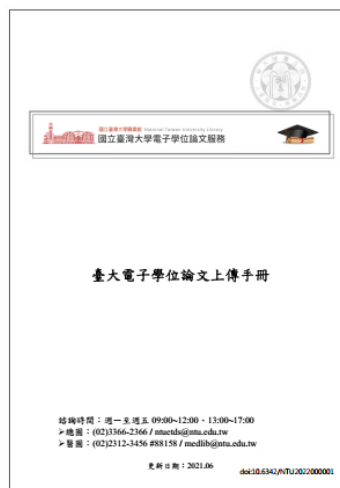 國立臺灣大學圖書館 National Taiwan University Library
國立臺灣大學電子學位論文服務
臺大電子學位論文上傳手冊
諮詢時間：週一至週五 09:00~12:00、13:00~17:00
➢總圖：(02)3366-2366 / ntuetds@ntu.edu.tw
➢醫圖：(02)2312-3456 #88158 / medlib@ntu.edu.tw
更新日期：2021.06
doi:10.6342/NTU2022000001